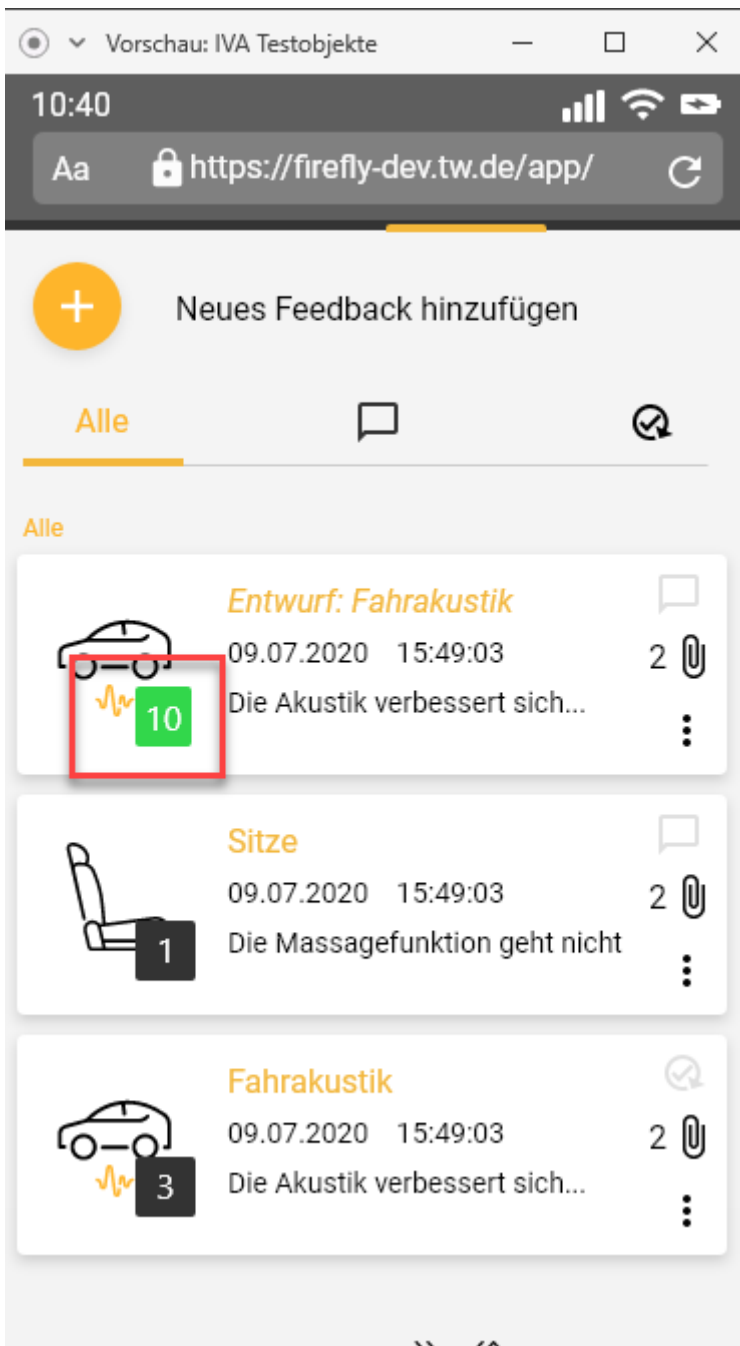 Vorschau: IVA Testobjekte
10:40
Aa https://firefly-dev.tw.de/app/
Neues Feedback hinzufügen
Alle
Alle
Entwurf: Fahrakustik
09.07.2020 15:49:03 2
10 Die Akustik verbessert sich...
Sitze
09.07.2020 15:49:03 2
1 Die Massagefunktion geht nicht
Fahrakustik
09.07.2020 15:49:03 2
3 Die Akustik verbessert sich...